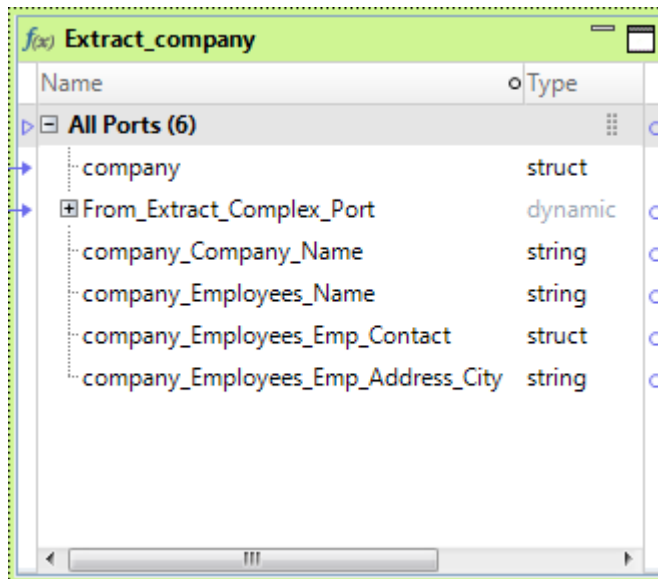 f(x) Extract_company
Name Type
All Ports (6)
company struct
From_Extract_Complex_Port dynamic
company_Company_Name string
company_Employees_Name string
company_Employees_Emp_Contact struct
company_Employees_Emp_Address_City string